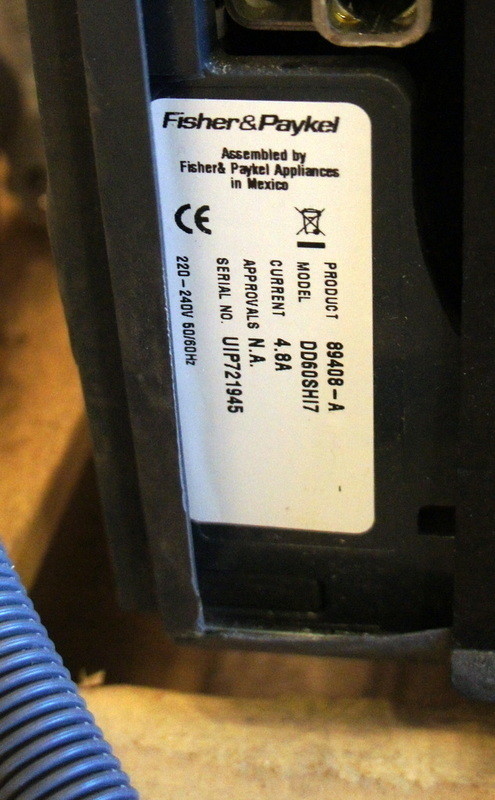 Fisher&Paykel
Assembled by
Fisher& Paykel Appliances
in Mexico
CE
PRODUCT 89408-A
MODEL DD60SHI7
CURRENT 4.8A
APPROVALS N.A.
SERIAL NO. UIP721945
220-240V 50/60Hz